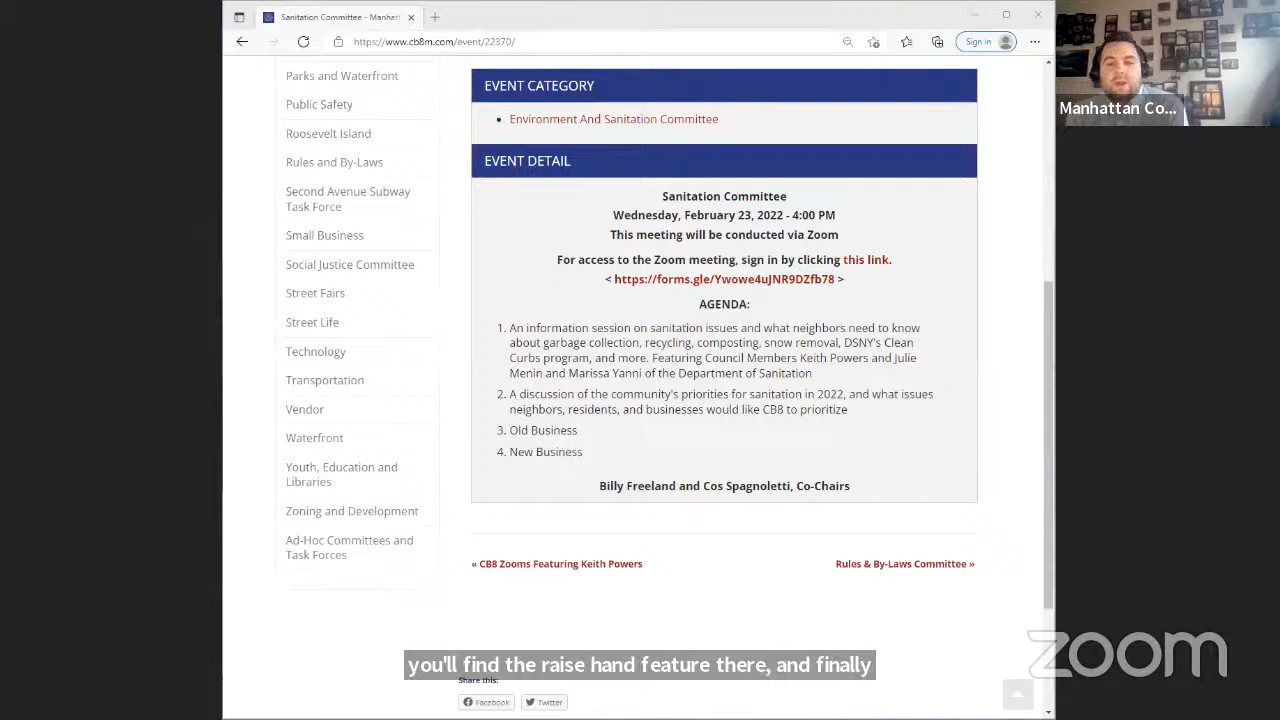 Sanitation Committee - Manhatt
https://www.cb8m.com/event/22370/
Sign in
Manhattan Co...
Parks and Waterfront
Public Safety
Roosevelt Island
Rules and By-Laws
Second Avenue Subway
Task Force
Small Business
Social Justice Committee
Street Fairs
Street Life
Technology
Transportation
Vendor
Waterfront
Youth, Education and
Libraries
Zoning and Development
Ad-Hoc Committees and
Task Forces
EVENT CATEGORY
• Environment And Sanitation Committee
EVENT DETAIL
Sanitation Committee
Wednesday, February 23, 2022 - 4:00 PM
This meeting will be conducted via Zoom
For access to the Zoom meeting, sign in by clicking this link.
< https://forms.gle/Ywowe4uJNR9DZfb78 >
AGENDA:
1. An information session on sanitation issues and what neighbors need to know
about garbage collection, recycling, composting, snow removal, DSNY's Clean
Curbs program, and more. Featuring Council Members Keith Powers and Julie
Menin and Marissa Yanni of the Department of Sanitation
2. A discussion of the community's priorities for sanitation in 2022, and what issues
neighbors, residents, and businesses would like CB8 to prioritize
3. Old Business
4. New Business
Billy Freeland and Cos Spagnoletti, Co-Chairs
« CB8 Zooms Featuring Keith Powers
Rules & By-Laws Committee »
you'll find the raise hand feature there, and finally
Share this:
Facebook
Twitter
zoom